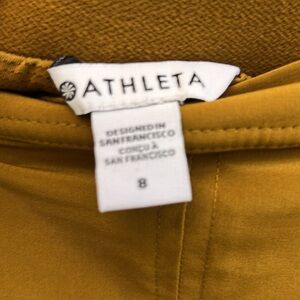 ATHLETA
DESIGNED IN
SAN FRANCISCO
CONÇU À
SAN FRANCISCO
8